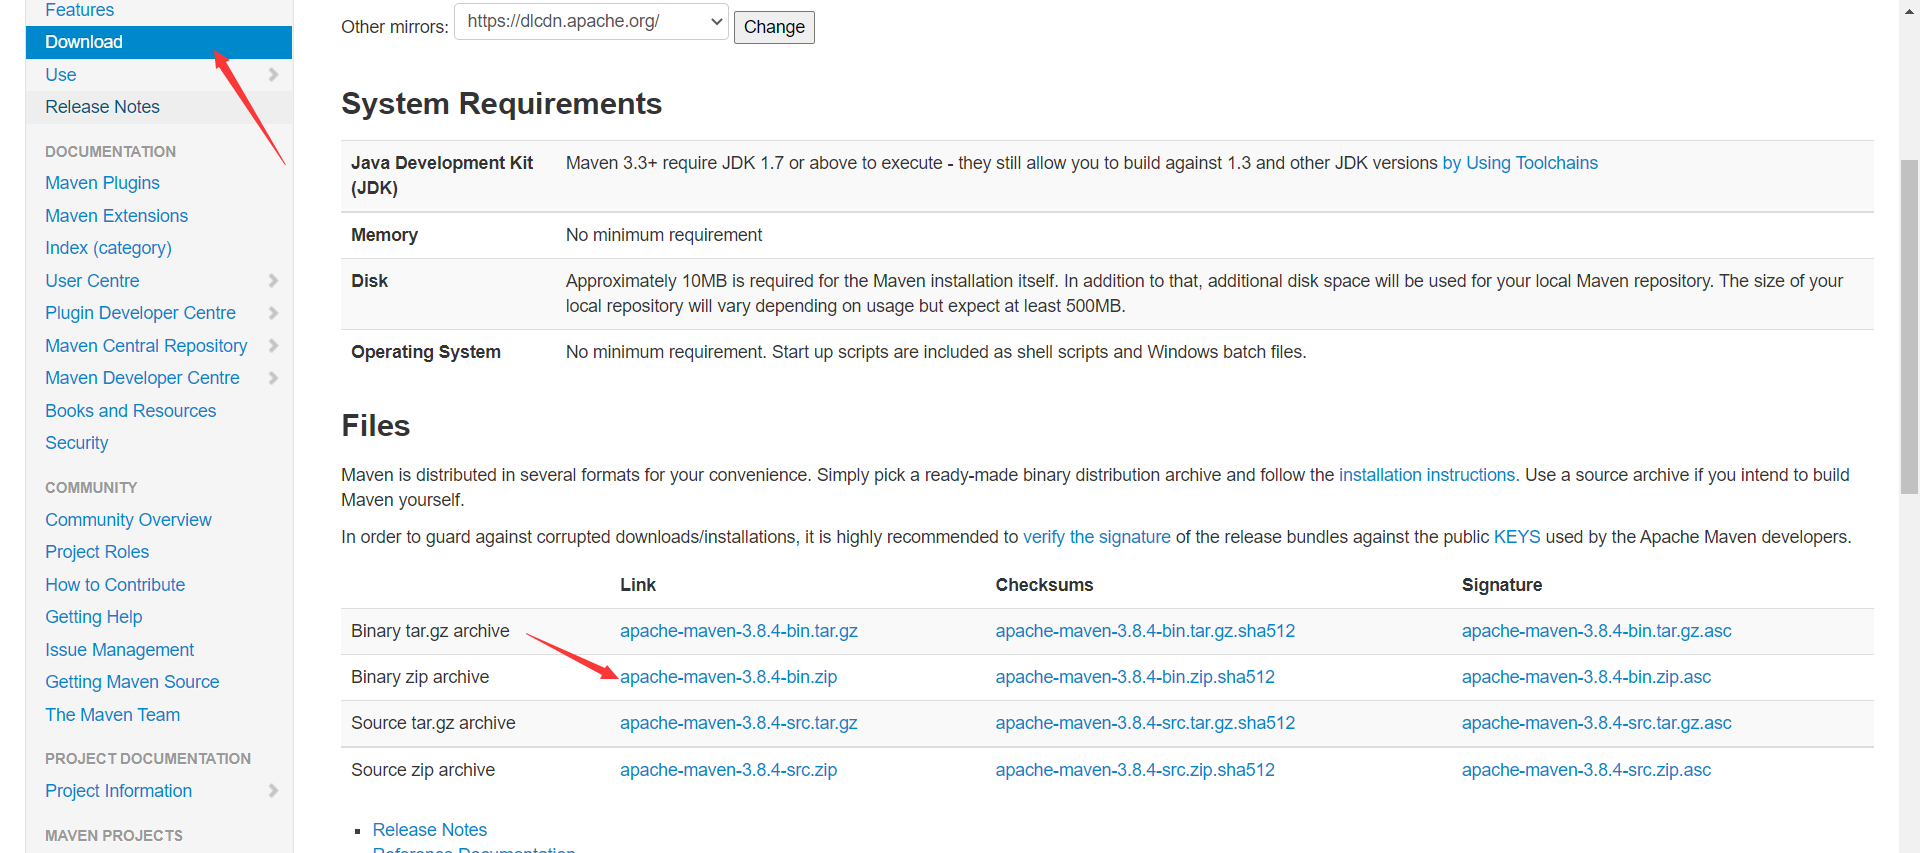 Features
Download
Use
Release Notes
DOCUMENTATION
Maven Plugins
Maven Extensions
Index (category)
User Centre
Plugin Developer Centre
Maven Central Repository
Maven Developer Centre
Books and Resources
Security
COMMUNITY
Community Overview
Project Roles
How to Contribute
Getting Help
Issue Management
Getting Maven Source
The Maven Team
PROJECT DOCUMENTATION
Project Information
MAVEN PROJECTS
Other mirrors: https://dlcdn.apache.org/ Change
System Requirements
Java Development Kit (JDK) Maven 3.3+ require JDK 1.7 or above to execute - they still allow you to build against 1.3 and other JDK versions by Using Toolchains
Memory No minimum requirement
Disk Approximately 10MB is required for the Maven installation itself. In addition to that, additional disk space will be used for your local Maven repository. The size of your
local repository will vary depending on usage but expect at least 500MB.
Operating System No minimum requirement. Start up scripts are included as shell scripts and Windows batch files.
Files
Maven is distributed in several formats for your convenience. Simply pick a ready-made binary distribution archive and follow the installation instructions. Use a source archive if you intend to build
Maven yourself.
In order to guard against corrupted downloads/installations, it is highly recommended to verify the signature of the release bundles against the public KEYS used by the Apache Maven developers.
Link Checksums Signature
Binary tar.gz archive apache-maven-3.8.4-bin.tar.gz apache-maven-3.8.4-bin.tar.gz.sha512 apache-maven-3.8.4-bin.tar.gz.asc
Binary zip archive apache-maven-3.8.4-bin.zip apache-maven-3.8.4-bin.zip.sha512 apache-maven-3.8.4-bin.zip.asc
Source tar.gz archive apache-maven-3.8.4-src.tar.gz apache-maven-3.8.4-src.tar.gz.sha512 apache-maven-3.8.4-src.tar.gz.asc
Source zip archive apache-maven-3.8.4-src.zip apache-maven-3.8.4-src.zip.sha512 apache-maven-3.8.4-src.zip.asc
Release Notes
Reference Documentation